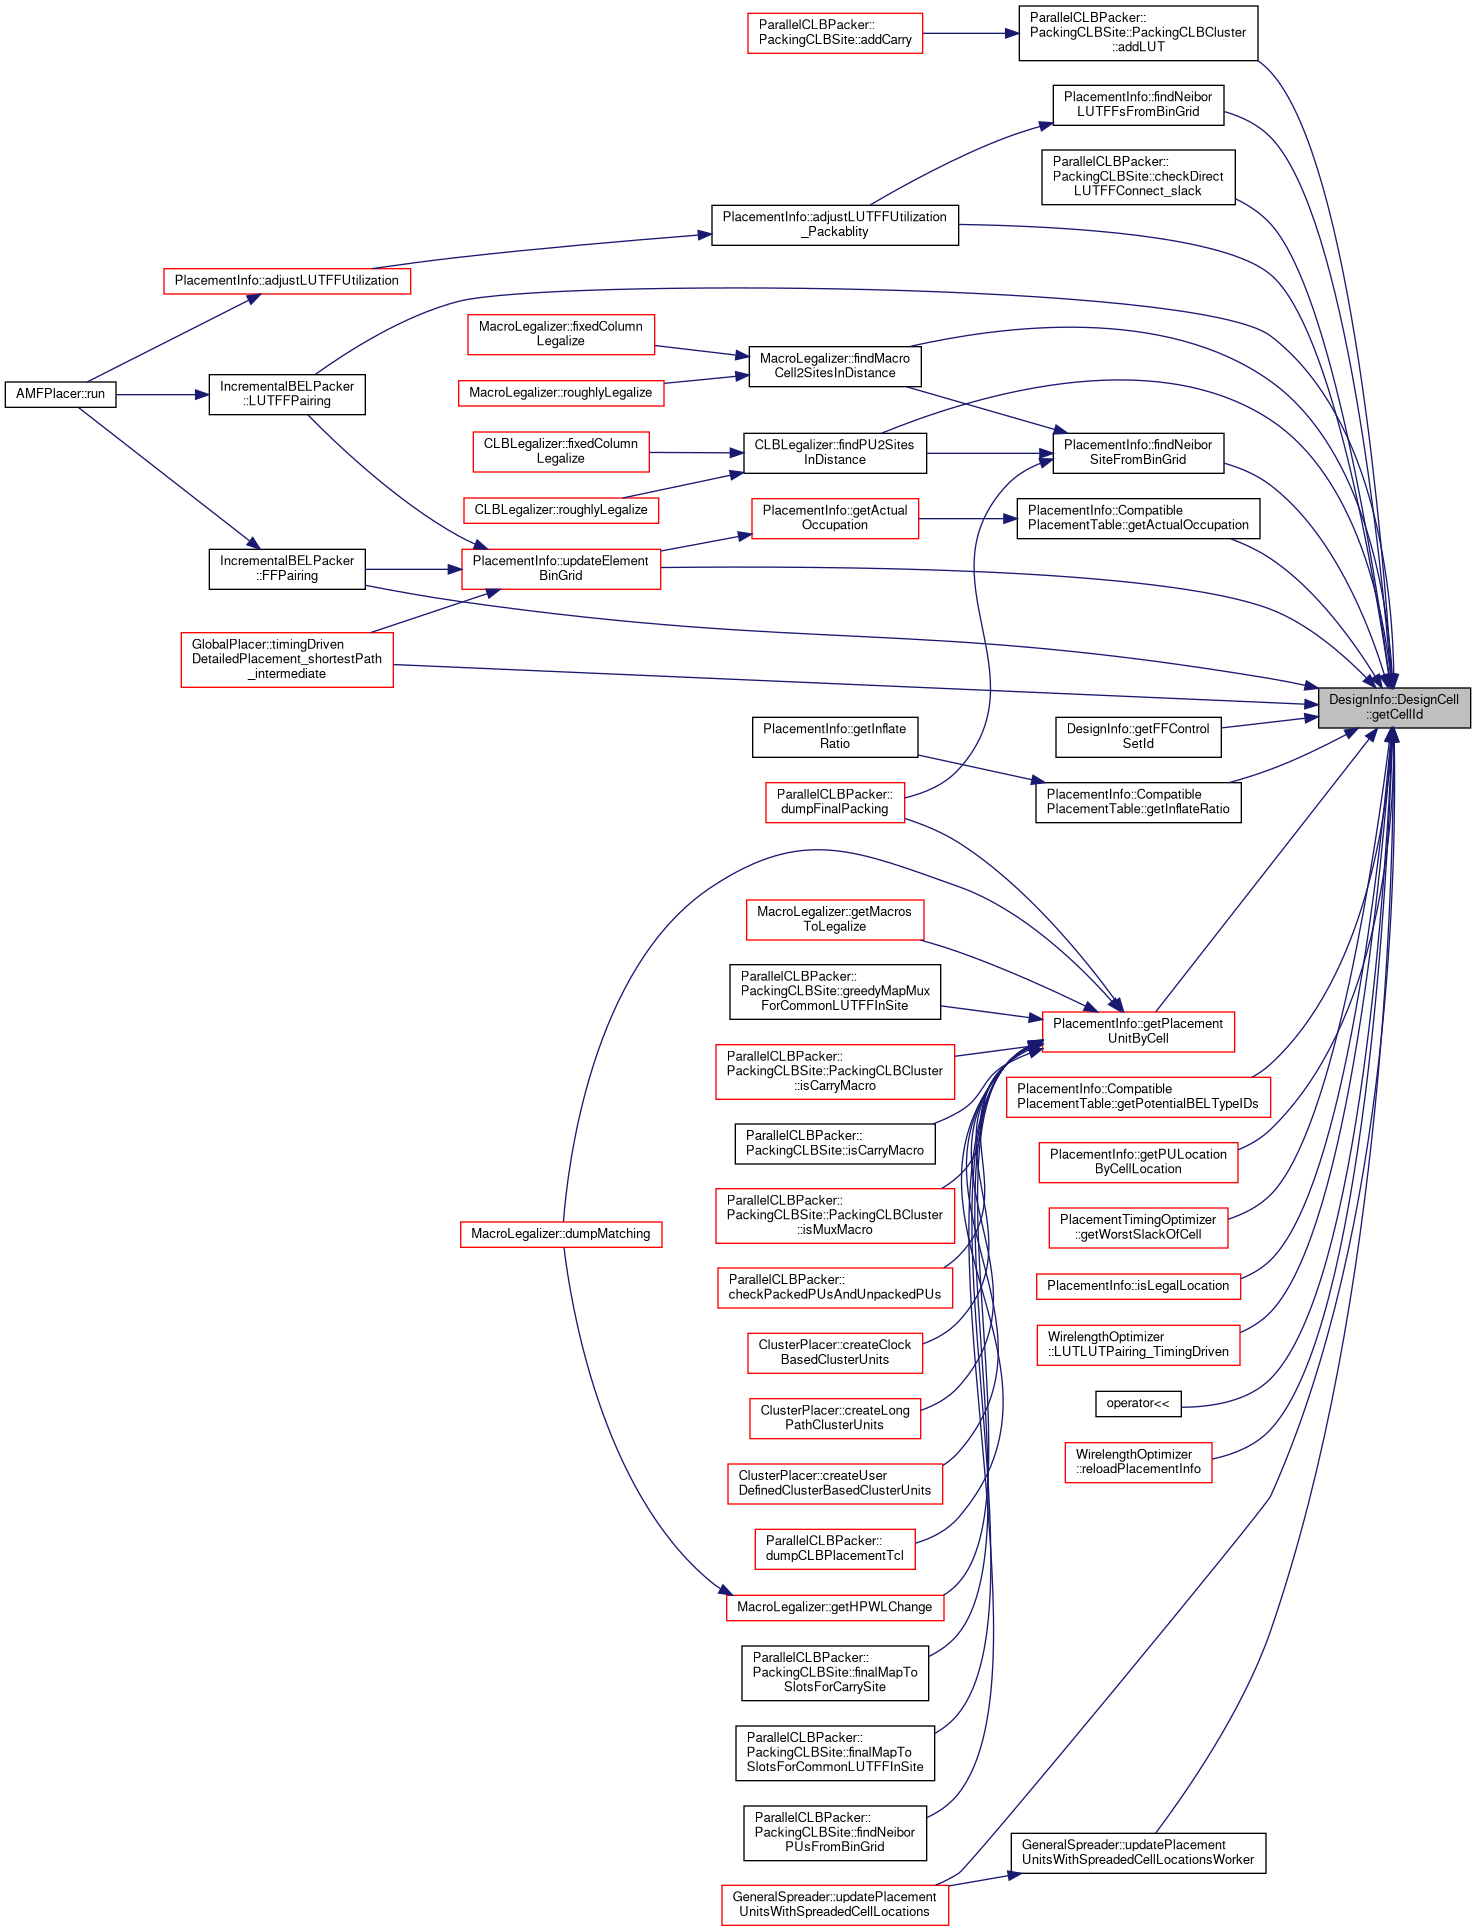 ParallelCLBPacker::
PackingCLBSite::addCarry
ParallelCLBPacker::
PackingCLBSite::PackingCLBCluster
::addLUT
PlacementInfo::findNeibor
LUTFFsFromBinGrid
ParallelCLBPacker::
PackingCLBSite::checkDirect
LUTFFConnect_slack
PlacementInfo::adjustLUTFFUtilization
_Packablity
PlacementInfo::adjustLUTFFUtilization
MacroLegalizer::fixedColumn
Legalize
MacroLegalizer::findMacro
Cell2SitesInDistance
AMFPlacer::run
IncrementalBELPacker
::LUTFFPairing
MacroLegalizer::roughlyLegalize
CLBLegalizer::fixedColumn
Legalize
CLBLegalizer::findPU2Sites
InDistance
PlacementInfo::findNeibor
SiteFromBinGrid
CLBLegalizer::roughlyLegalize
PlacementInfo::getActual
Occupation
PlacementInfo::Compatible
PlacementTable::getActualOccupation
IncrementalBELPacker
::FFPairing
PlacementInfo::updateElement
BinGrid
GlobalPlacer::timingDriven
DetailedPlacement_shortestPath
_intermediate
DesignInfo::DesignCell
::getCellId
PlacementInfo::getInflate
Ratio
DesignInfo::getFFControl
SetId
ParallelCLBPacker::
dumpFinalPacking
PlacementInfo::Compatible
PlacementTable::getInflateRatio
MacroLegalizer::getMacros
ToLegalize
ParallelCLBPacker::
PackingCLBSite::greedyMapMux
ForCommonLUTFFInSite
PlacementInfo::getPlacement
UnitByCell
ParallelCLBPacker::
PackingCLBSite::PackingCLBCluster
::isCarryMacro
PlacementInfo::Compatible
PlacementTable::getPotentialBELTypeIDs
ParallelCLBPacker::
PackingCLBSite::isCarryMacro
PlacementInfo::getPULocation
ByCellLocation
ParallelCLBPacker::
PackingCLBSite::PackingCLBCluster
::isMuxMacro
PlacementTimingOptimizer
::getWorstSlackOfCell
MacroLegalizer::dumpMatching
ParallelCLBPacker::
checkPackedPUsAndUnpackedPUs
PlacementInfo::isLegalLocation
ClusterPlacer::createClock
BasedClusterUnits
WirelengthOptimizer
::LUTLUTPairing_TimingDriven
ClusterPlacer::createLong
PathClusterUnits
operator<<
ClusterPlacer::createUser
DefinedClusterBasedClusterUnits
WirelengthOptimizer
::reloadPlacementInfo
ParallelCLBPacker::
dumpCLBPlacementTcl
MacroLegalizer::getHPWLChange
ParallelCLBPacker::
PackingCLBSite::finalMapTo
SlotsForCarrySite
ParallelCLBPacker::
PackingCLBSite::finalMapTo
SlotsForCommonLUTFFInSite
ParallelCLBPacker::
PackingCLBSite::findNeibor
PUsFromBinGrid
GeneralSpreader::updatePlacement
UnitsWithSpreadedCellLocationsWorker
GeneralSpreader::updatePlacement
UnitsWithSpreadedCellLocations